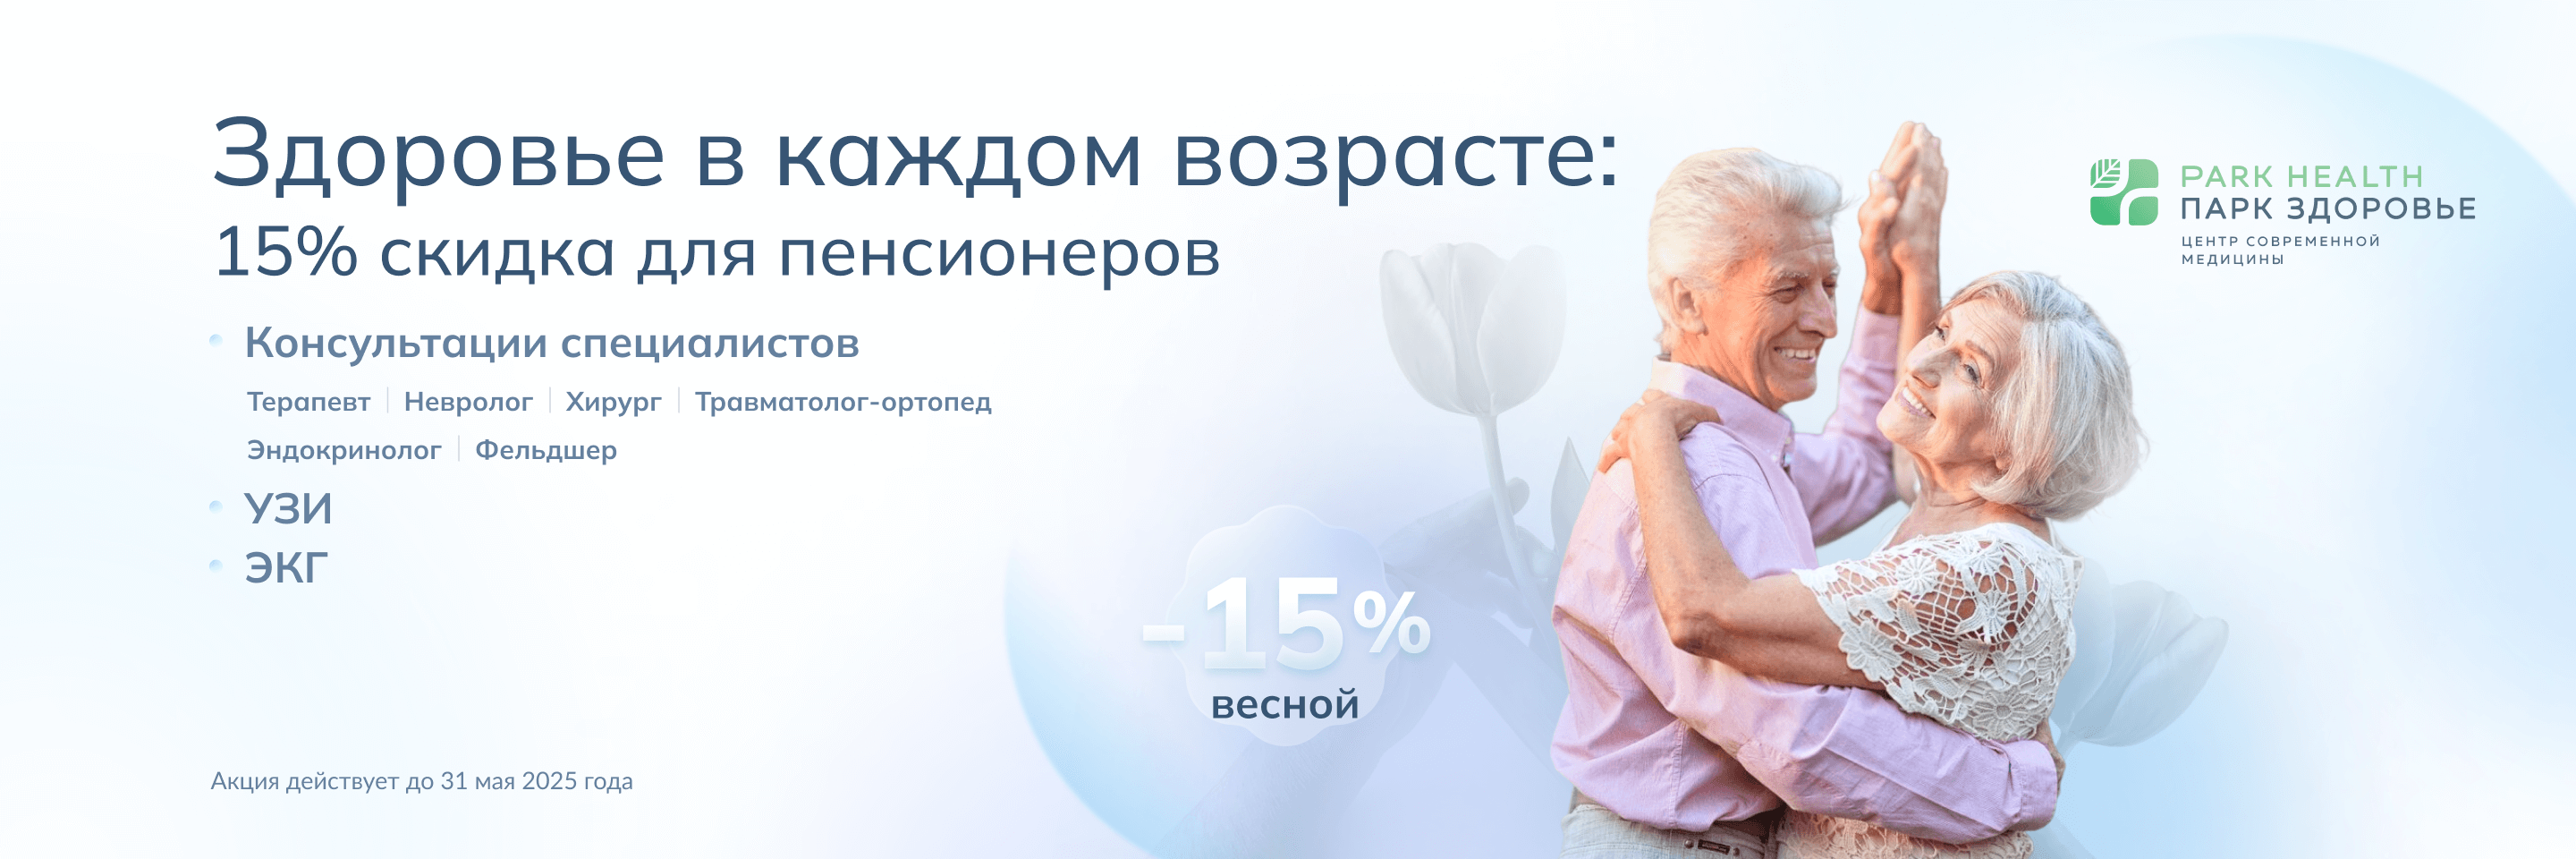 Здоровье в каждом возрасте:
15% скидка для пенсионеров
Консультации специалистов
Терапевт | Невролог | Хирург | Травматолог-ортопед
Эндокринолог | Фельдшер
УЗИ
ЭКГ
-15%
весной
Акция действует до 31 мая 2025 года
PARK HEALTH
ПАРК ЗДОРОВЬЕ
ЦЕНТР СОВРЕМЕННОЙ
МЕДИЦИНЫ